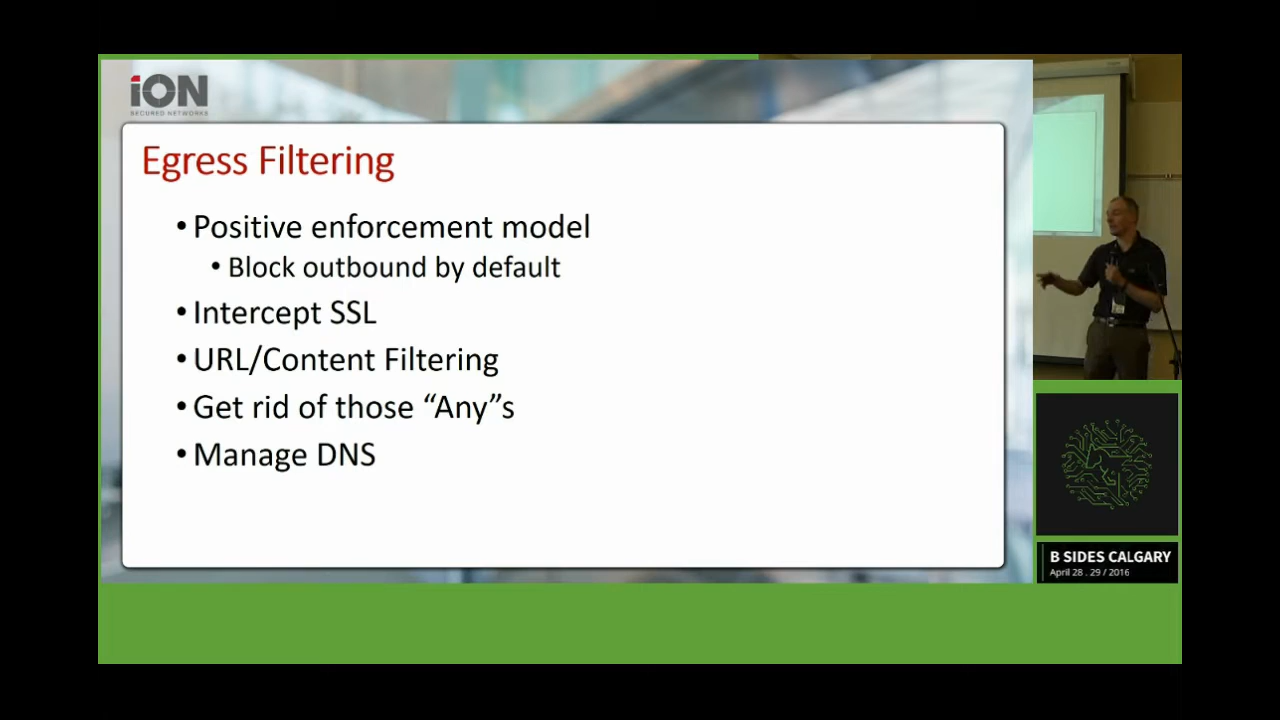 iON
SECURED NETWORKS
Egress Filtering
• Positive enforcement model
• Block outbound by default
• Intercept SSL
• URL/Content Filtering
• Get rid of those “Any”s
• Manage DNS
B SIDES CALGARY
April 28 . 29 / 2016